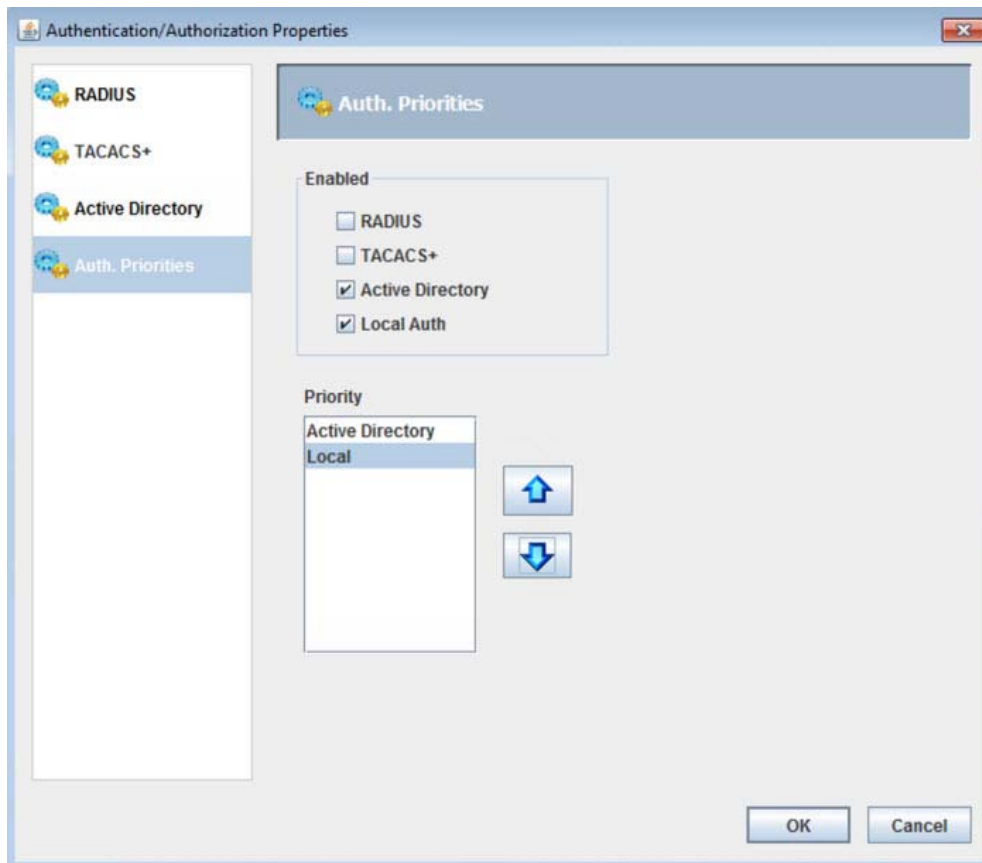 Authentication/Authorization Properties
RADIUS
TACACS+
Active Directory
Auth. Priorities
Auth. Priorities
Enabled
RADIUS
TACACS+
Active Directory
Local Auth
Priority
Active Directory
Local
OK
Cancel